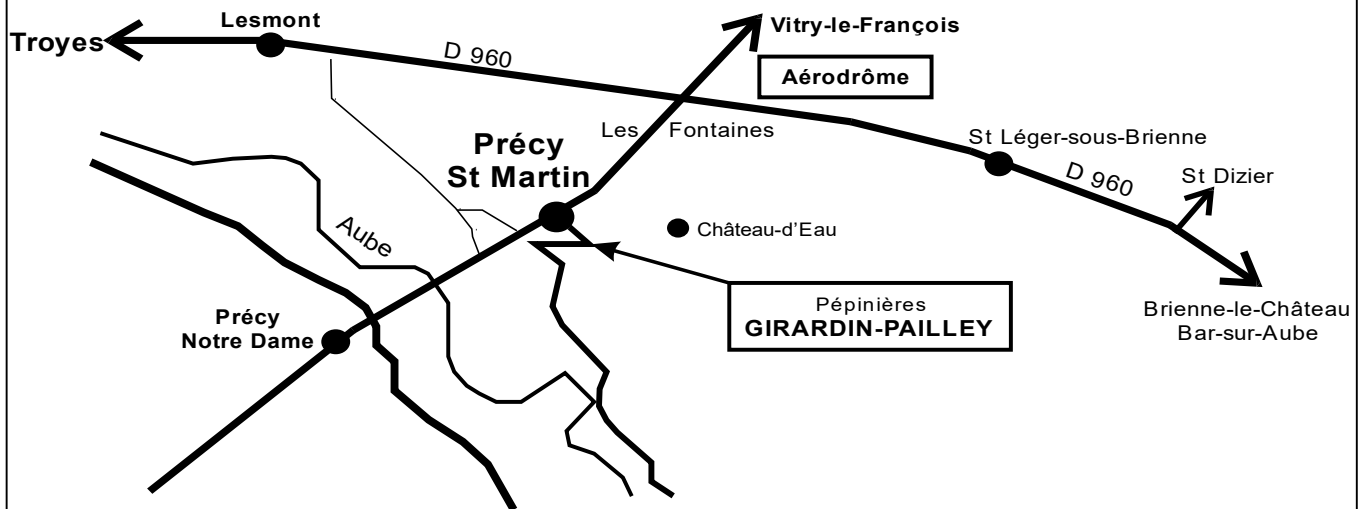 Lesmont
Troyes
D 960
Vitry-le-François
Aérodrôme
Les Fontaines
Précy
St Martin
St Léger-sous-Brienne
D 960
St Dizier
Aube
Château-d'Eau
Pépinières
GIRARDIN-PAILLEY
Précy
Notre Dame
Brienne-le-Château
Bar-sur-Aube